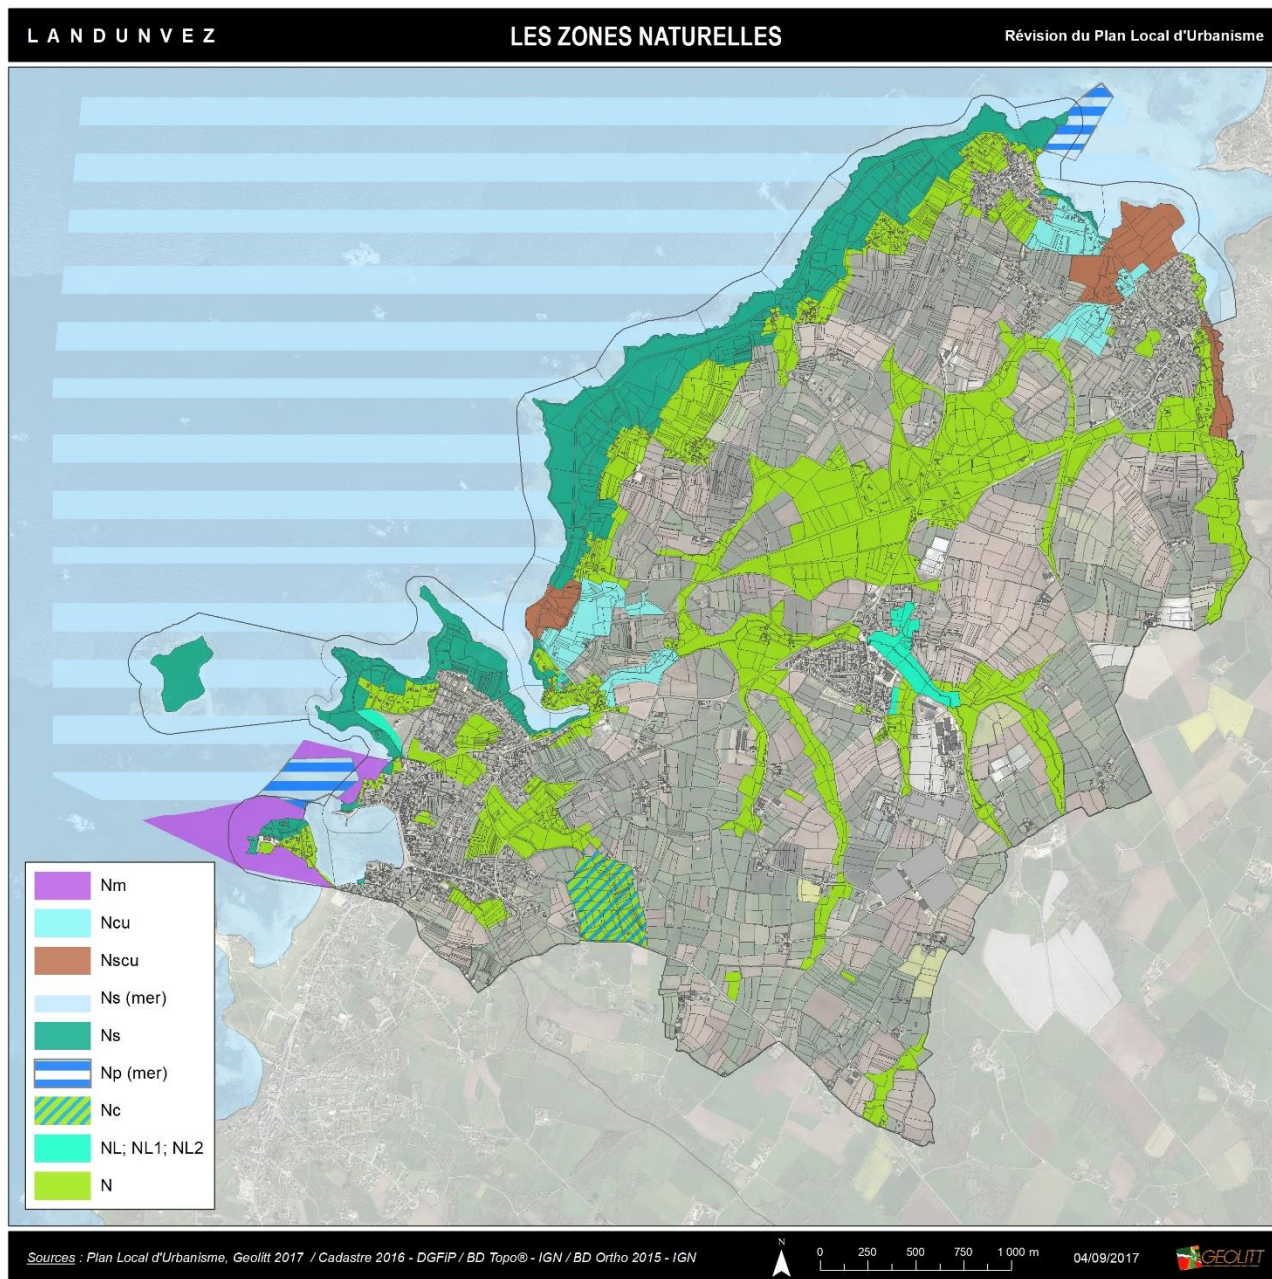 LANDUNVEZ
LES ZONES NATURELLES
Révision du Plan Local d'Urbanisme
Nm
Ncu
Nscu
Ns (mer)
Ns
Np (mer)
Nc
NL; NL1; NL2
N
Sources : Plan Local d'Urbanisme, Geolitt 2017 / Cadastre 2016 - DGFiP / BD Topo® - IGN / BD Ortho 2015 - IGN
N
0 250 500 750 1 000 m
04/09/2017
GEOLITT